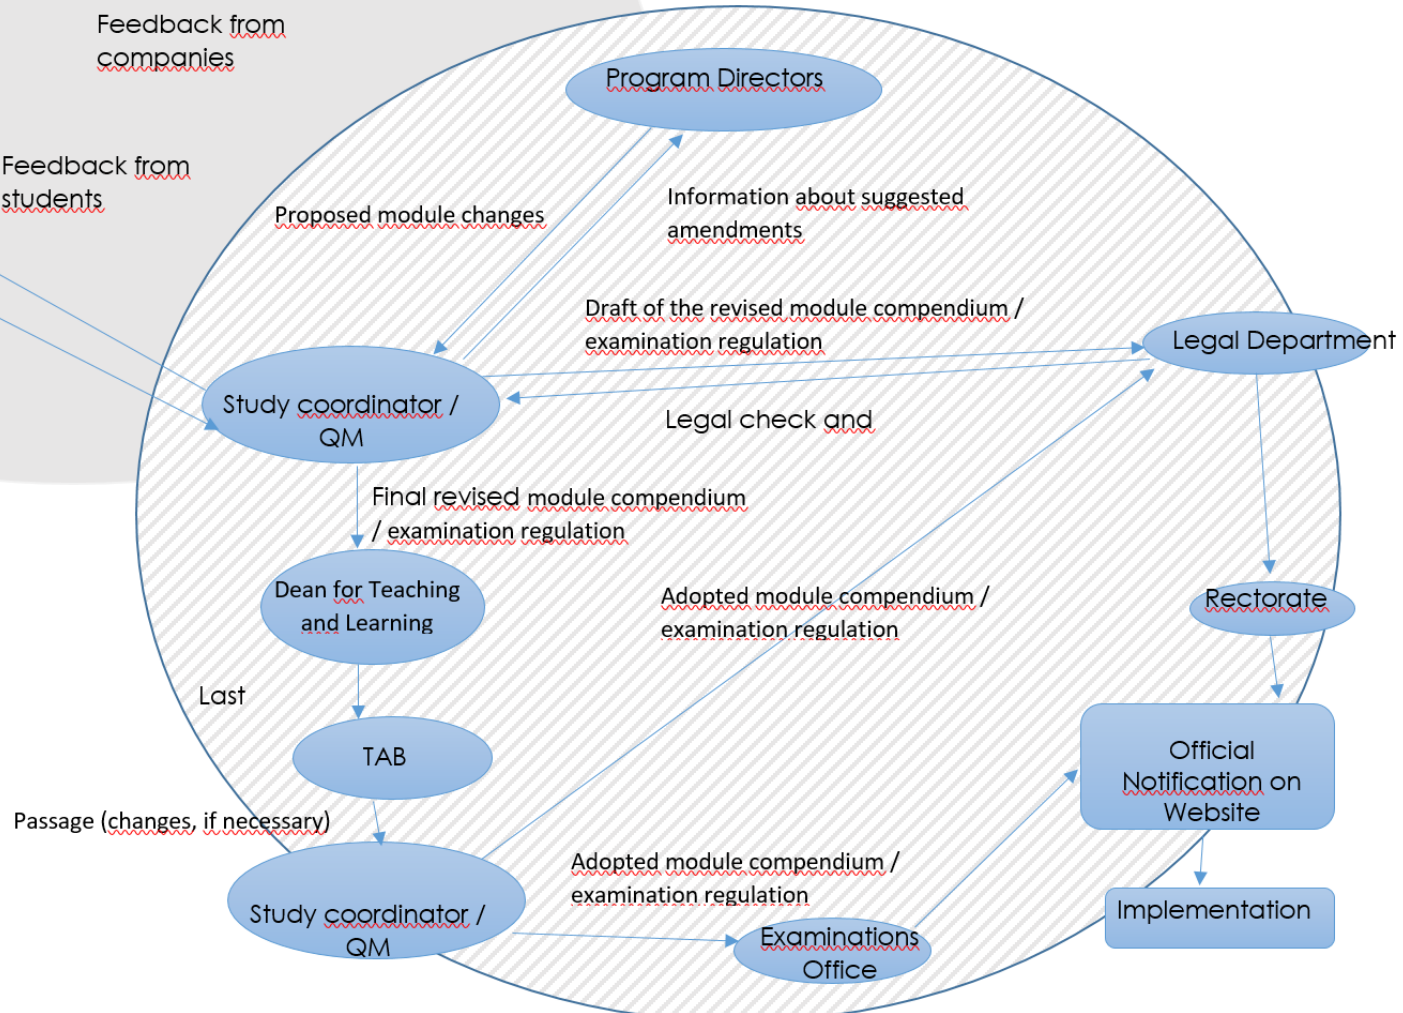 Feedback from
companies
Program Directors
Feedback from
students
Proposed module changes
Information about suggested
amendments
Draft of the revised module compendium /
examination regulation
Legal Department
Study coordinator /
QM
Legal check and
Final revised module compendium
/ examination regulation
Dean for Teaching
and Learning
Adopted module compendium /
examination regulation
Rectorate
Last
TAB
Official
Notification on
Website
Passage (changes, if necessary)
Adopted module compendium /
examination regulation
Study coordinator /
QM
Examinations
Office
Implementation